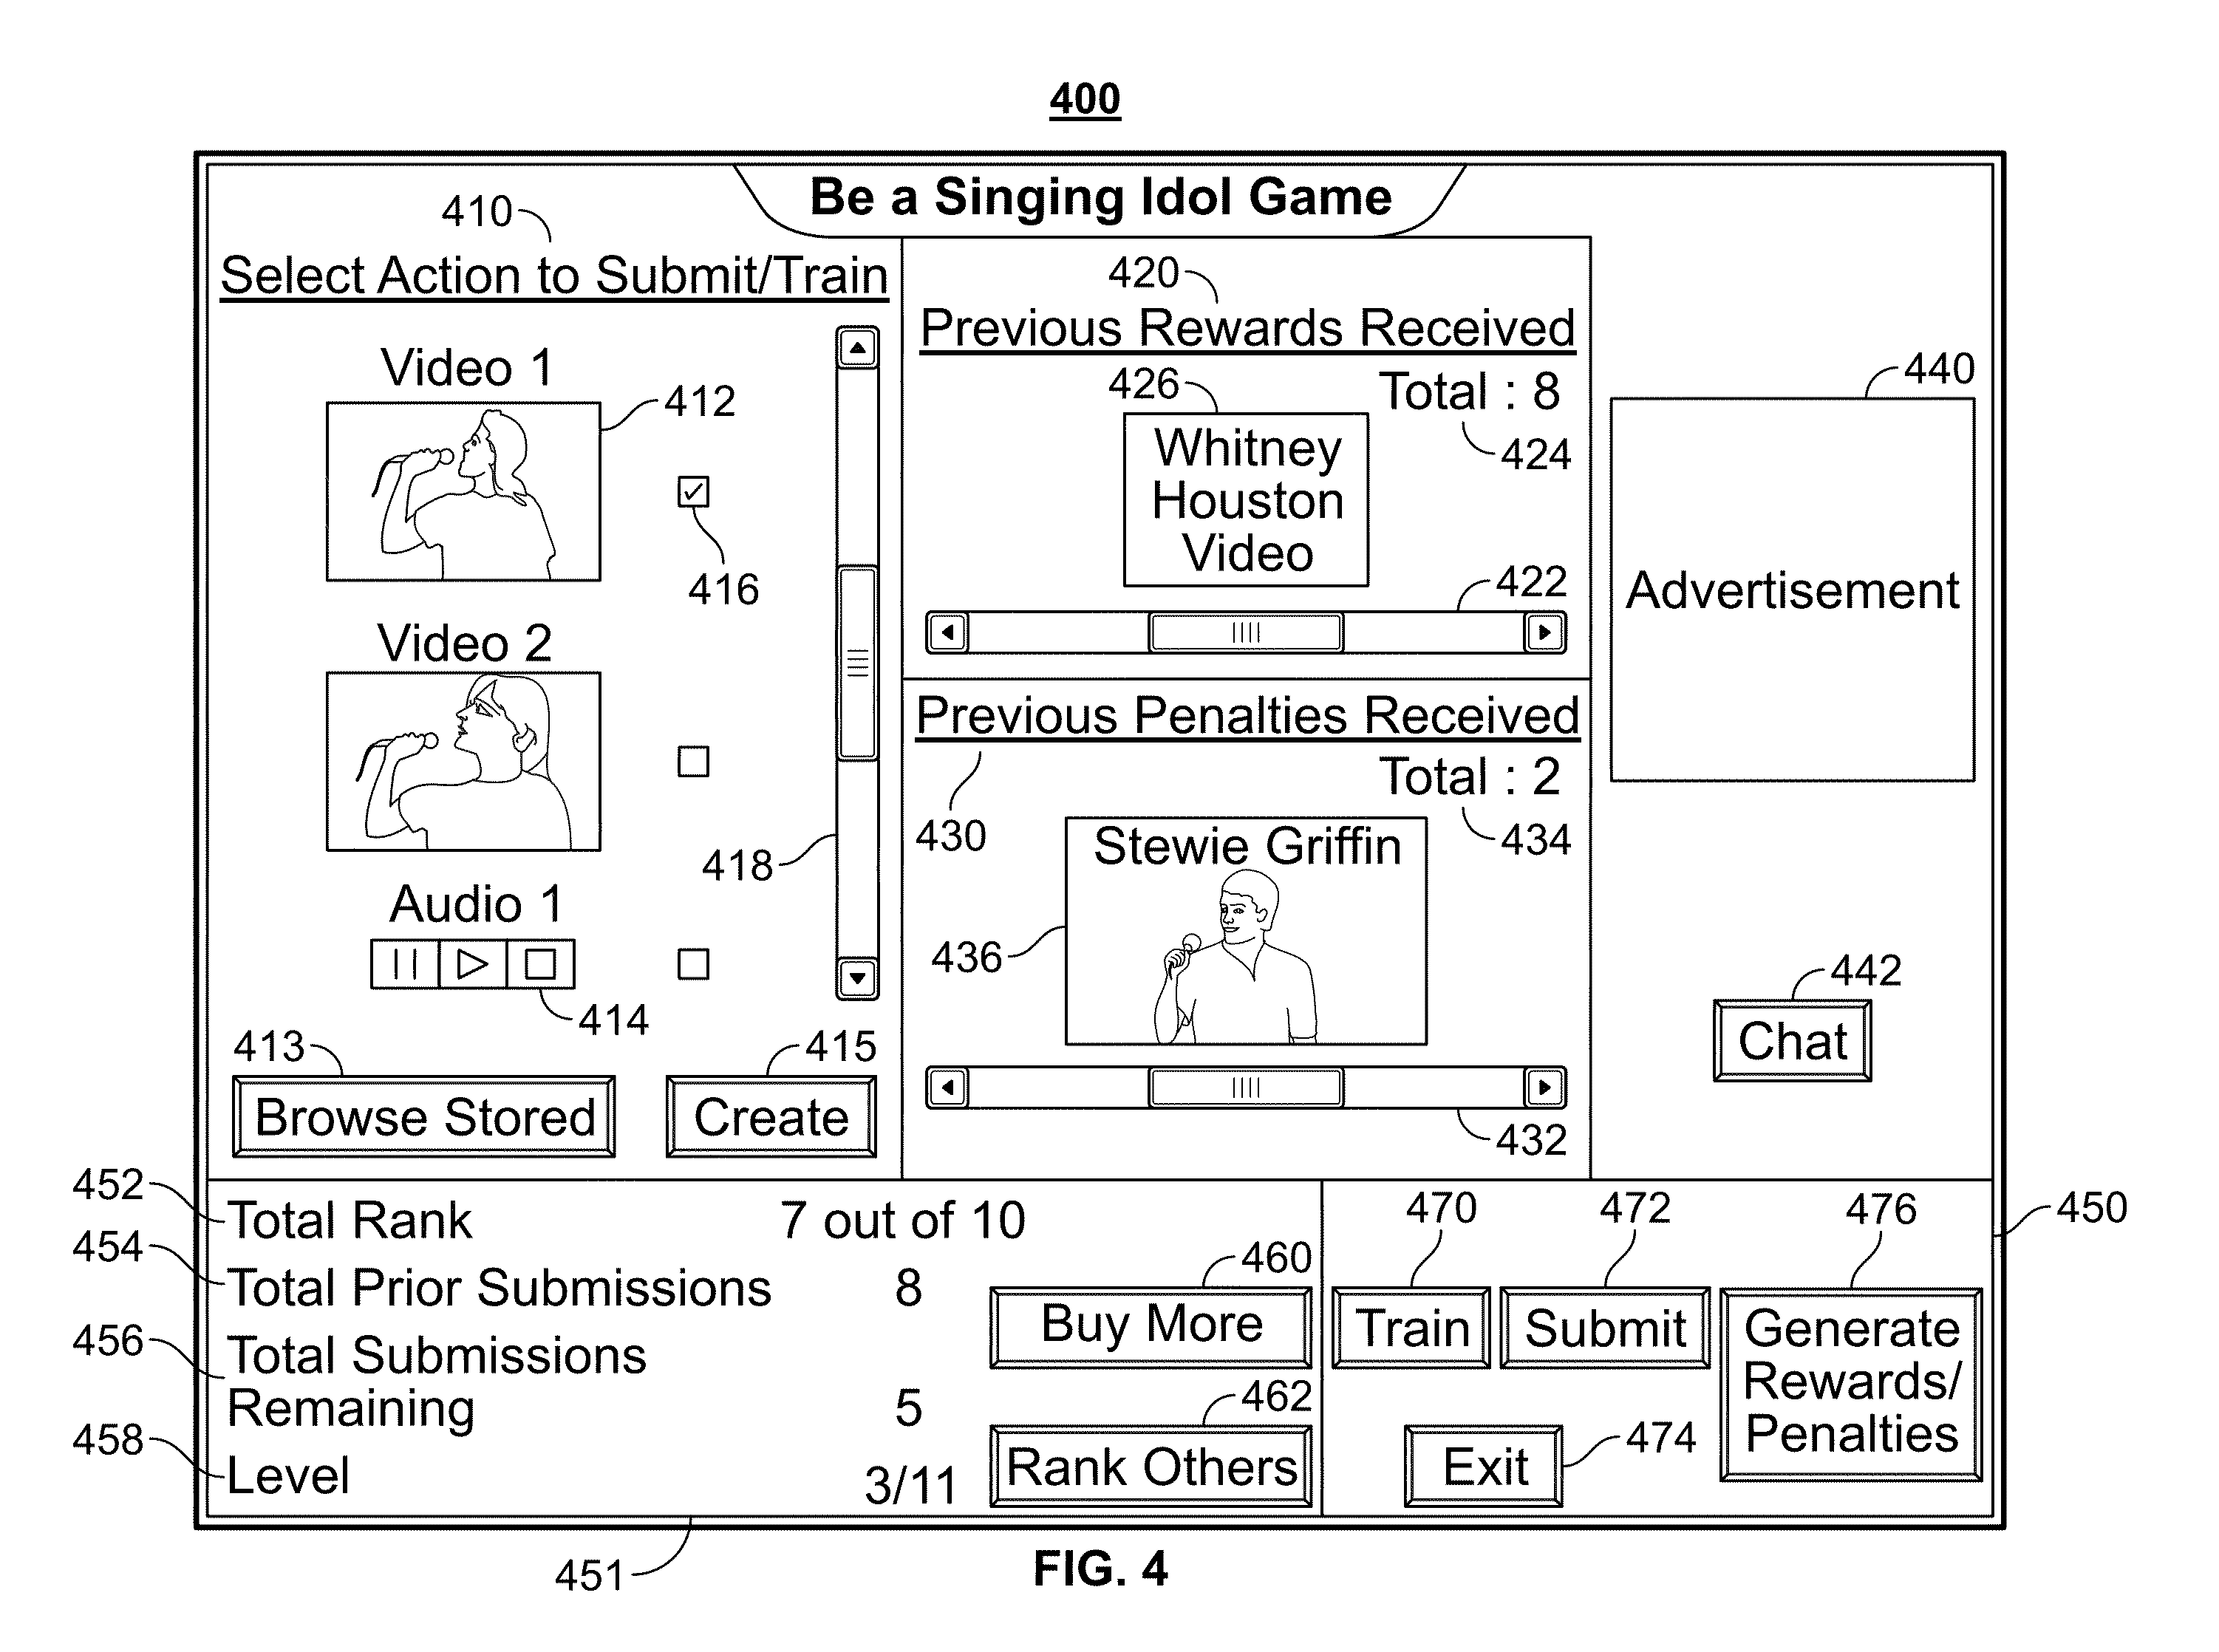 400
Be a Singing Idol Game
410
Select Action to Submit/Train
Video 1
412
416
Video 2
418
Audio 1
414
413
415
Browse Stored
Create
420
Previous Rewards Received
426
Total : 8
424
Whitney
Houston
Video
422
Previous Penalties Received
Total : 2
430
434
Stewie Griffin
436
432
440
Advertisement
442
Chat
452
Total Rank 7 out of 10
454
Total Prior Submissions 8
456
Total Submissions
Remaining 5
458
Level 3/11
460
Buy More
462
Rank Others
470
Train
472
Submit
476
Generate
Rewards/
Penalties
450
Exit
474
451
FIG. 4